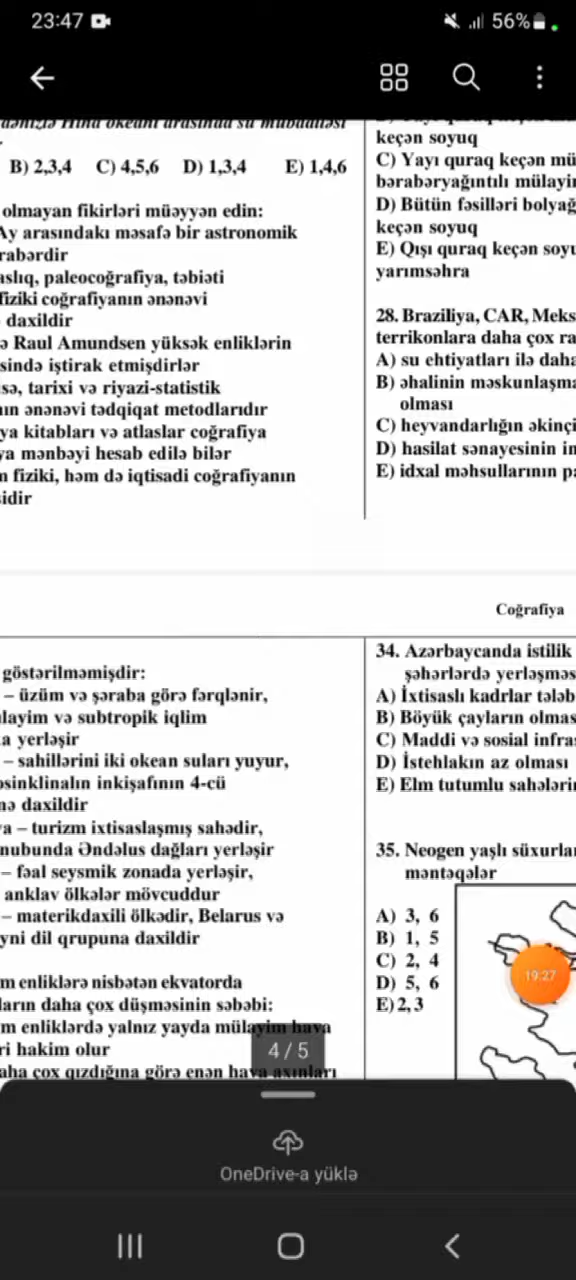 23:47
56%
dənizlə Hind okeanı arasında su mübadiləsi
B) 2,3,4 C) 4,5,6 D) 1,3,4 E) 1,4,6
olmayan fikirləri müəyyən edin:
Ay arasındakı məsafə bir astronomik
rabərdir
aslıq, paleocoğrafiya, təbiəti
fiziki coğrafiyanın ənənəvi
daxildir
ə Raul Amundsen yüksək enliklərin
sində iştirak etmişdirlər
sə, tarixi və riyazi-statistik
ın ənənəvi tədqiqat metodlarıdır
ya kitabları və atlaslar coğrafiya
ya mənbəyi hesab edilə bilər
m fiziki, həm də iqtisadi coğrafiyanın
sidir
keçən soyuq
C) Yayı quraq keçən mü
bərabəryağıntılı mülayi
D) Bütün fəsilləri bolyağ
keçən soyuq
E) Qışı quraq keçən soyu
yarımsəhra
28. Braziliya, CAR, Meks
terrikonlara daha çox ra
A) su ehtiyatları ilə daha
B) əhalinin məskunlaşma
olması
C) heyvandarlığın əkinçi
D) hasilat sənayesinin in
E) idxal məhsullarının pa
Coğrafiya
göstərilməmişdir:
– üzüm və şəraba görə fərqlənir,
layim və subtropik iqlim
a yerləşir
– sahillərini iki okean suları yuyur,
osinklinalın inkişafının 4-cü
nə daxildir
ya – turizm ixtisaslaşmış sahədir,
nubunda Əndəlus dağları yerləşir
– fəal seysmik zonada yerləşir,
anklav ölkələr mövcuddur
– materikdaxili ölkədir, Belarus və
yni dil qrupuna daxildir
m enliklərə nisbətən ekvatorda
ların daha çox düşməsinin səbəbi:
m enliklərdə yalnız yayda mülayim hava
ri hakim olur
aha çox qızdığına görə enən hava axınları
34. Azərbaycanda istilik
şəhərlərdə yerləşməs
A) İxtisaslı kadrlar tələb
B) Böyük çayların olmas
C) Maddi və sosial infras
D) İstehlakın az olması
E) Elm tutumlu sahələrin
35. Neogen yaşlı süxurlar
məntəqələr
A) 3, 6
B) 1, 5
C) 2, 4
D) 5, 6
E) 2, 3
19:27
4 / 5
OneDrive-a yüklə